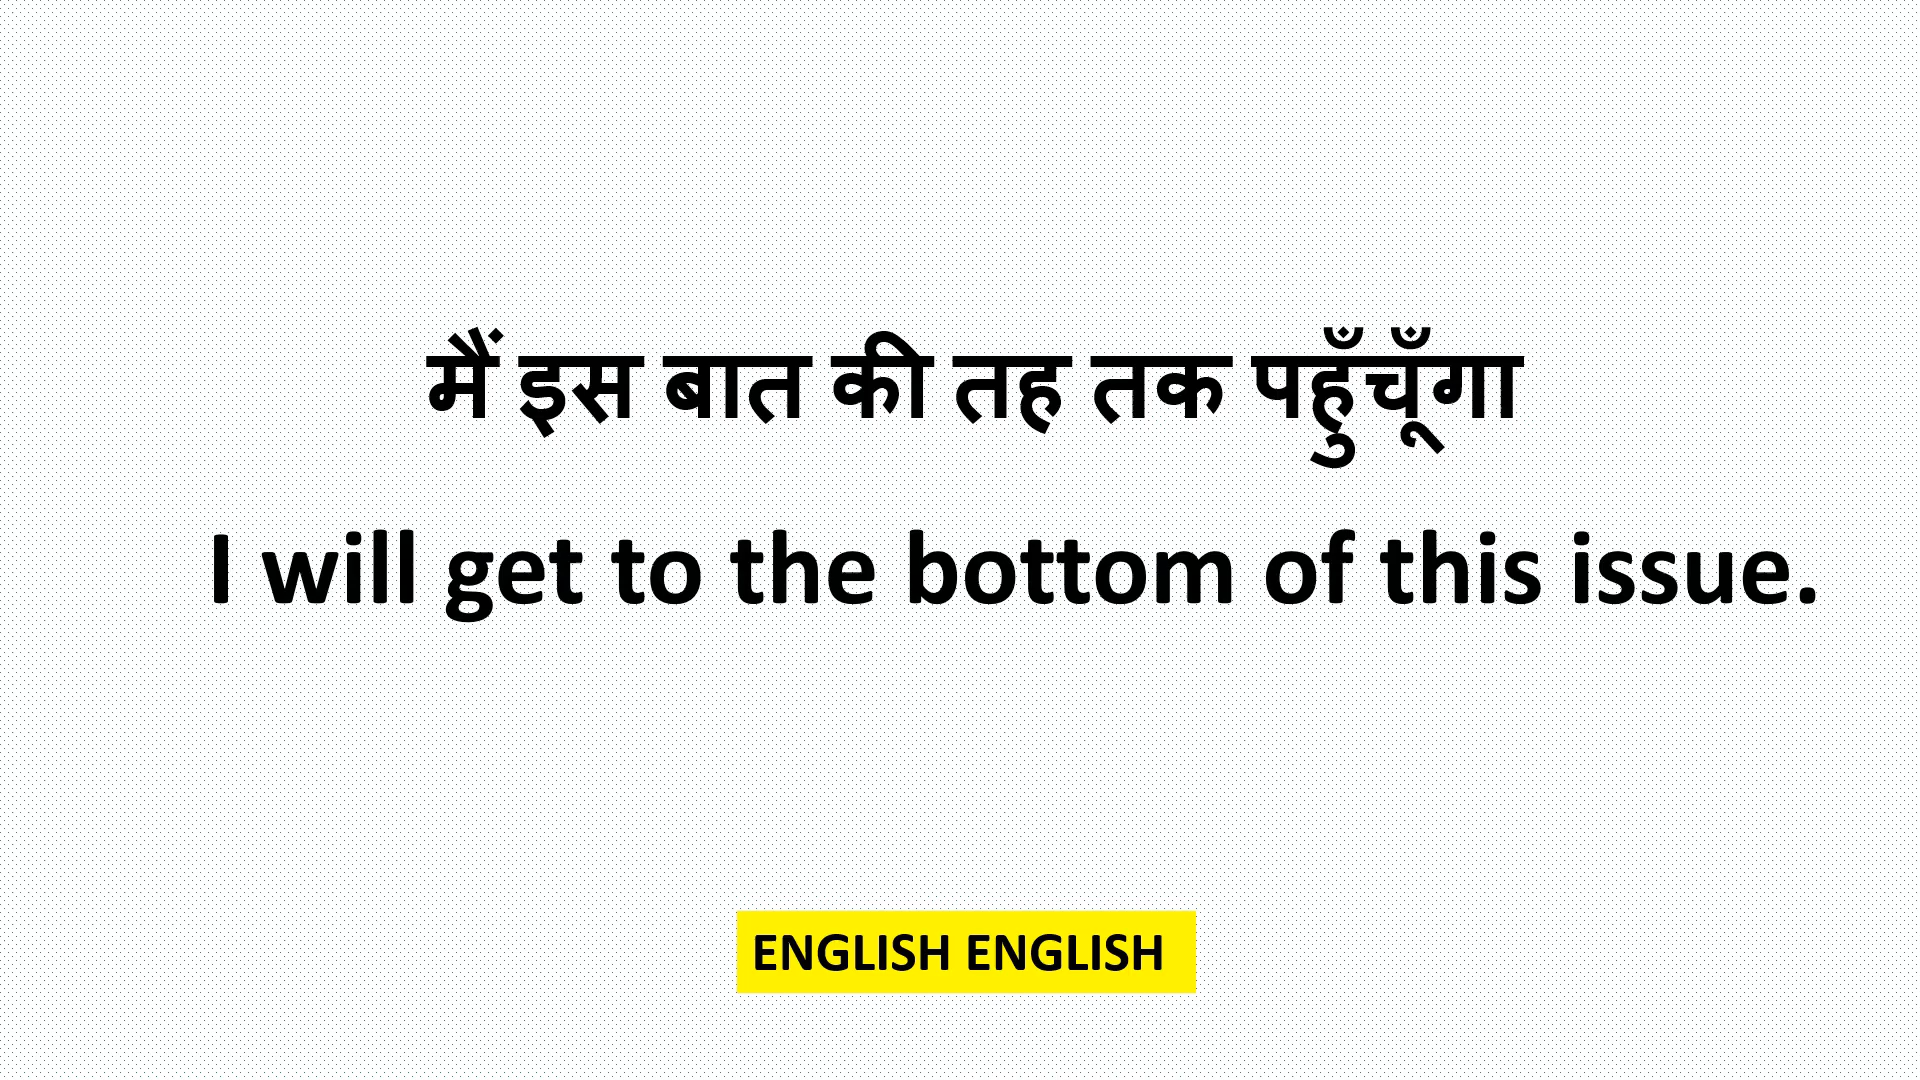 मैं इस बात की तह तक पहुँचूँगा
I will get to the bottom of this issue.
ENGLISH ENGLISH